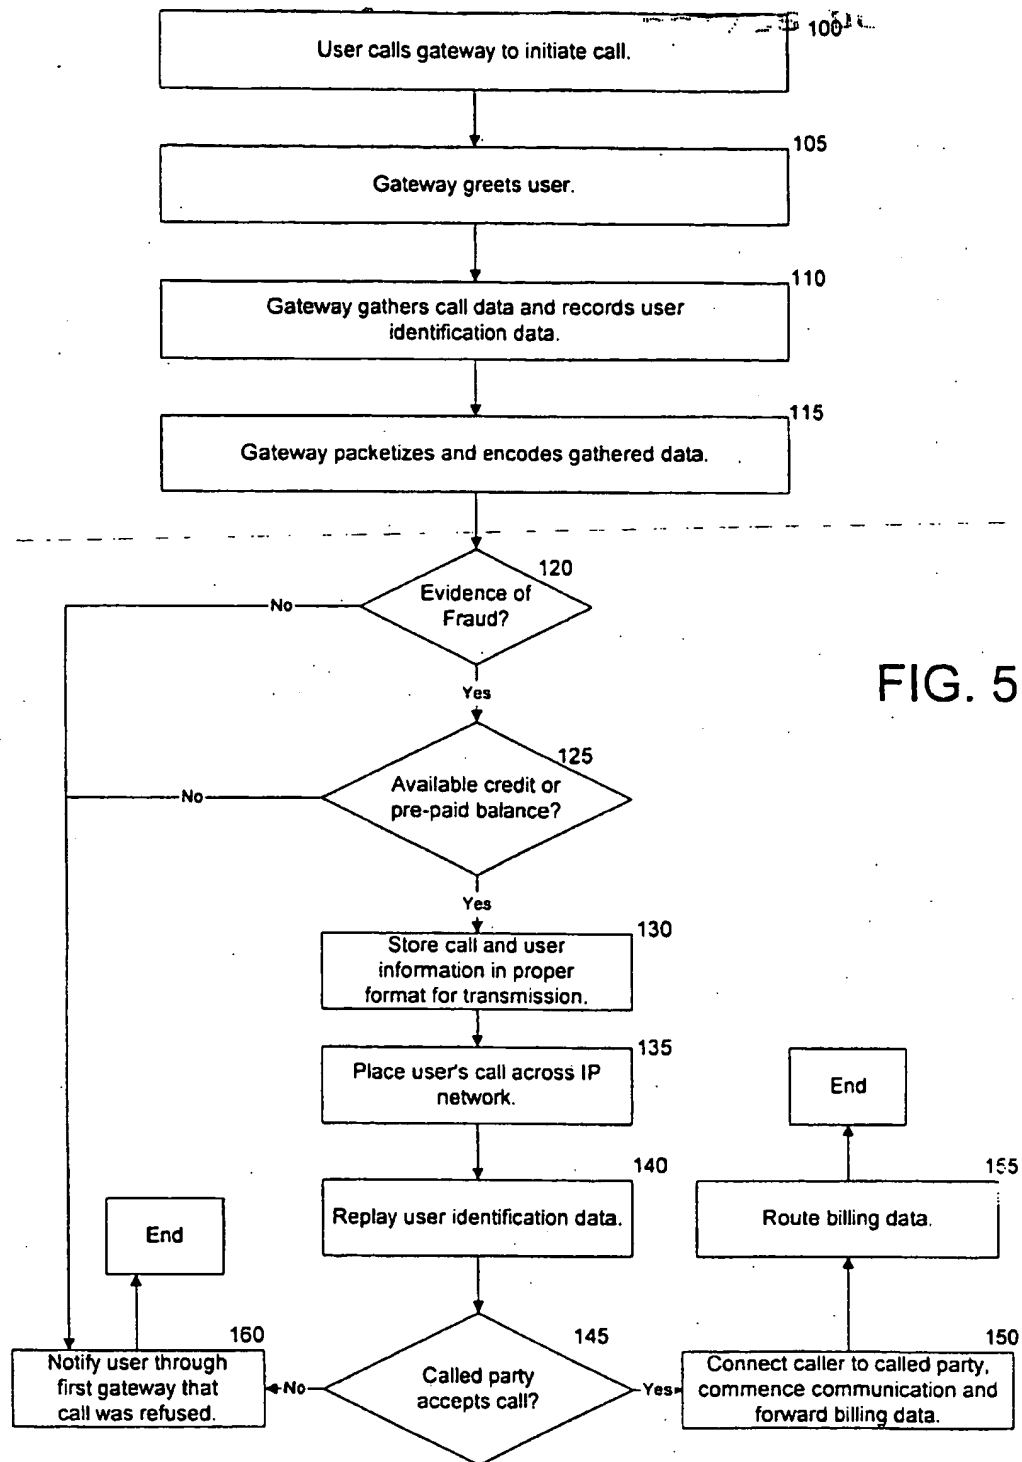 100
User calls gateway to initiate call.
105
Gateway greets user.
110
Gateway gathers call data and records user
identification data.
115
Gateway packetizes and encodes gathered data.
120
Evidence of
Fraud?
No
Yes
FIG. 5
125
Available credit or
pre-paid balance?
No
Yes
130
Store call and user
information in proper
format for transmission.
135
Place user's call across IP
network.
End
140
Replay user identification data.
155
Route billing data.
End
160
Notify user through
first gateway that
call was refused.
145
Called party
accepts call?
No
Yes
150
Connect caller to called party,
commence communication and
forward billing data.